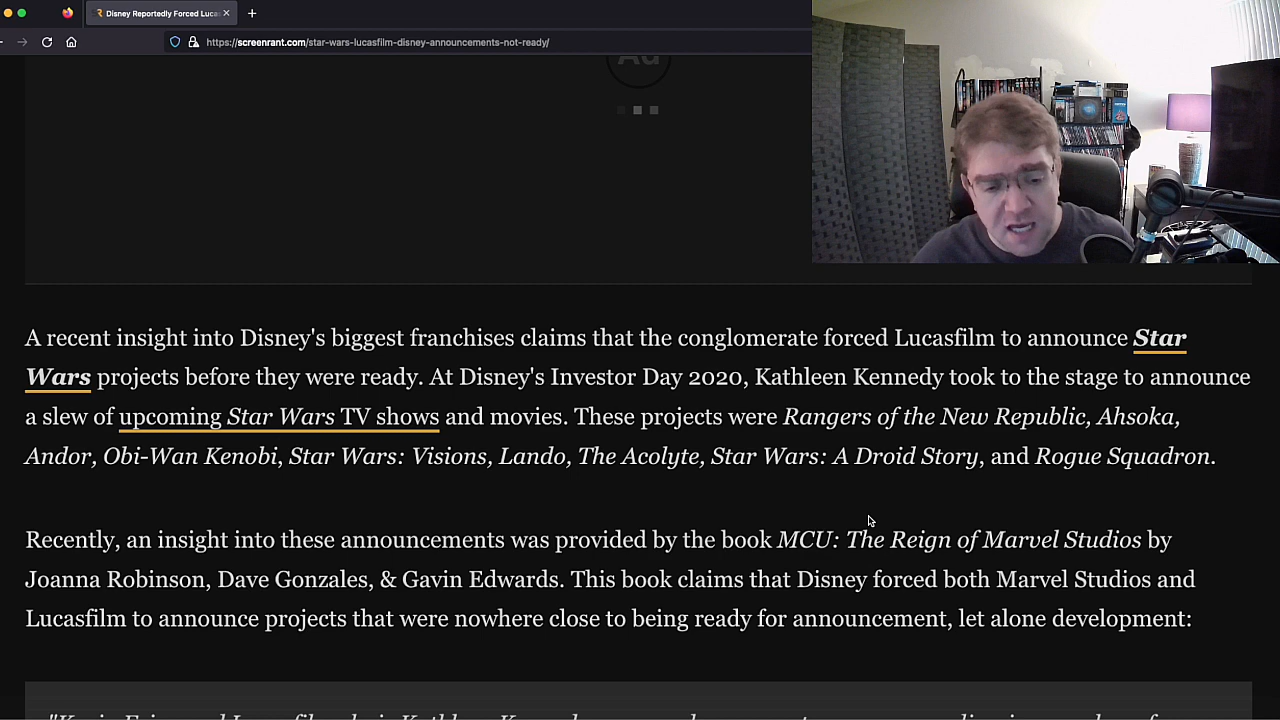 Disney Reportedly Forced Luca
https://screenrant.com/star-wars-lucasfilm-disney-announcements-not-ready/
Ad
A recent insight into Disney's biggest franchises claims that the conglomerate forced Lucasfilm to announce Star
Wars projects before they were ready. At Disney's Investor Day 2020, Kathleen Kennedy took to the stage to announce
a slew of upcoming Star Wars TV shows and movies. These projects were Rangers of the New Republic, Ahsoka,
Andor, Obi-Wan Kenobi, Star Wars: Visions, Lando, The Acolyte, Star Wars: A Droid Story, and Rogue Squadron.
Recently, an insight into these announcements was provided by the book MCU: The Reign of Marvel Studios by
Joanna Robinson, Dave Gonzales, & Gavin Edwards. This book claims that Disney forced both Marvel Studios and
Lucasfilm to announce projects that were nowhere close to being ready for announcement, let alone development: